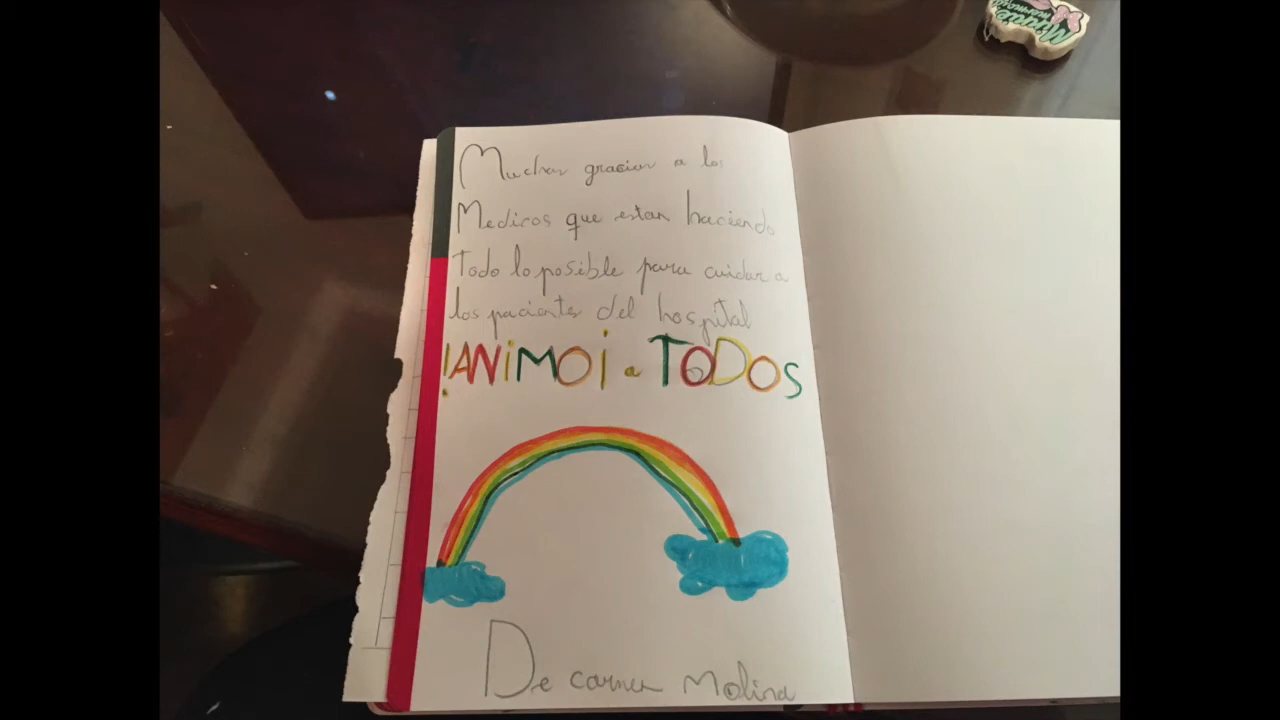 Muchas gracias a los
Medicos que estan haciendo
Todo lo posible para cuidar a
los pacientes del hospital
!ANiMO¡ a TODOS
De carmen Molina
Minnie